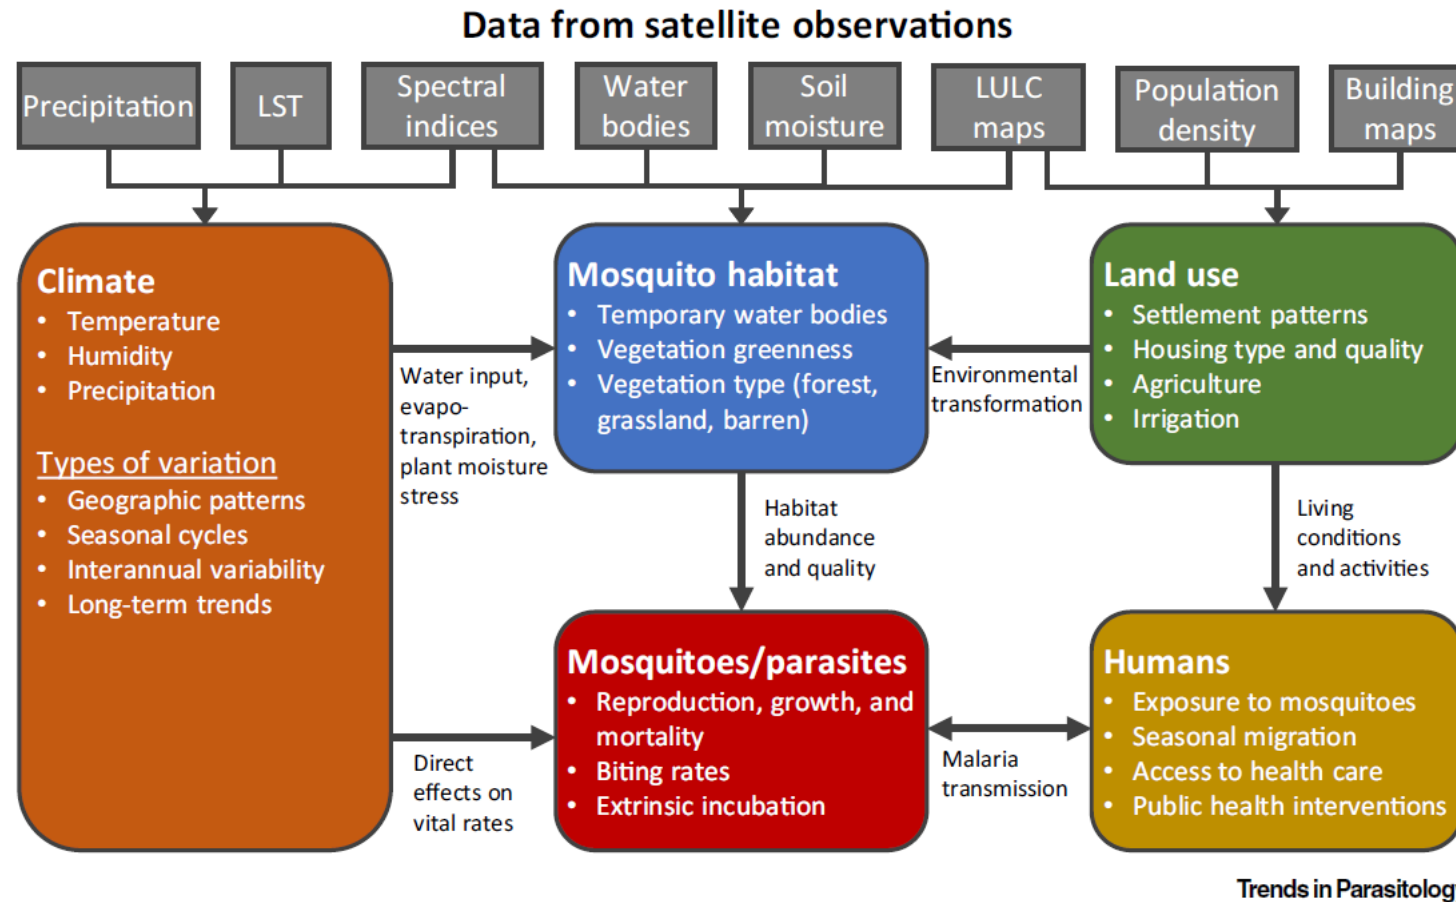 Data from satellite observations
Precipitation
LST
Spectral
indices
Water
bodies
Soil
moisture
LULC
maps
Population
density
Building
maps
Climate
• Temperature
• Humidity
• Precipitation
Types of variation
• Geographic patterns
• Seasonal cycles
• Interannual variability
• Long-term trends
Water input,
evapo-
transpiration,
plant moisture
stress
Direct
effects on
vital rates
Mosquito habitat
• Temporary water bodies
• Vegetation greenness
• Vegetation type (forest,
grassland, barren)
Environmental
transformation
Land use
• Settlement patterns
• Housing type and quality
• Agriculture
• Irrigation
Habitat
abundance
and quality
Living
conditions
and activities
Mosquitoes/parasites
• Reproduction, growth, and
mortality
• Biting rates
• Extrinsic incubation
Malaria
transmission
Humans
• Exposure to mosquitoes
• Seasonal migration
• Access to health care
• Public health interventions
Trends in Parasitology